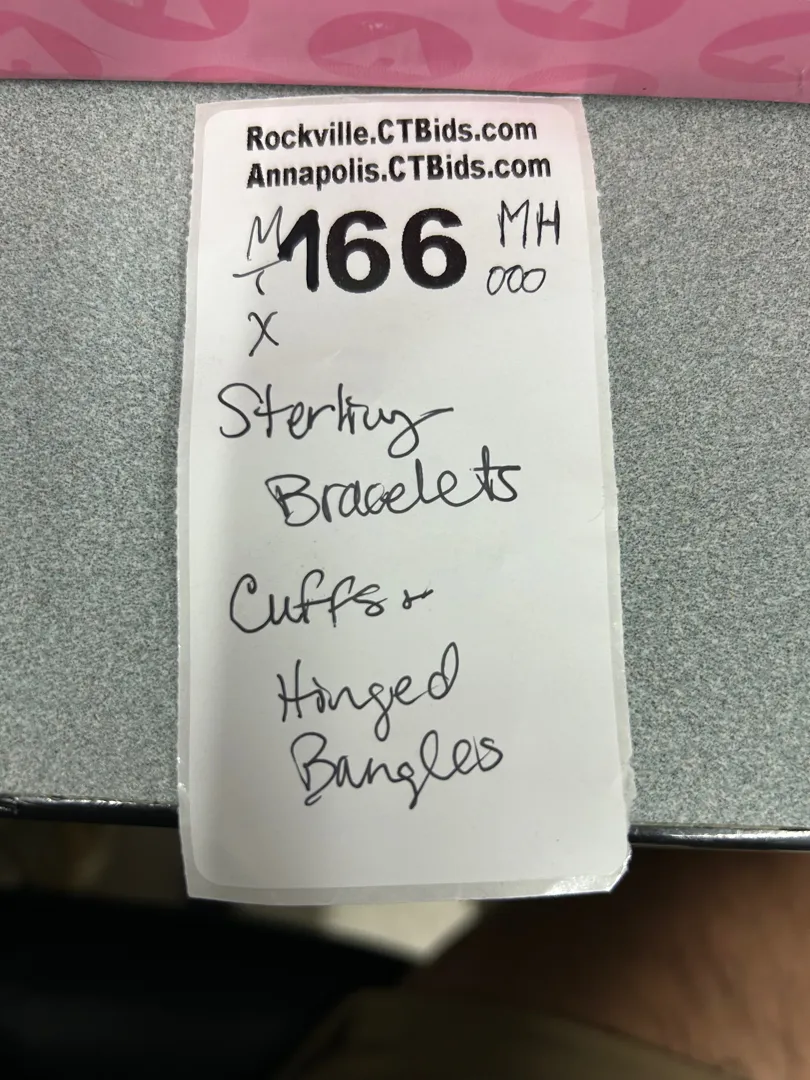 Rockville.CTBids.com
Annapolis.CTBids.com
M 166 MH
000
X
Sterling
Bracelets
Cuffs &
Hinged
Bangles